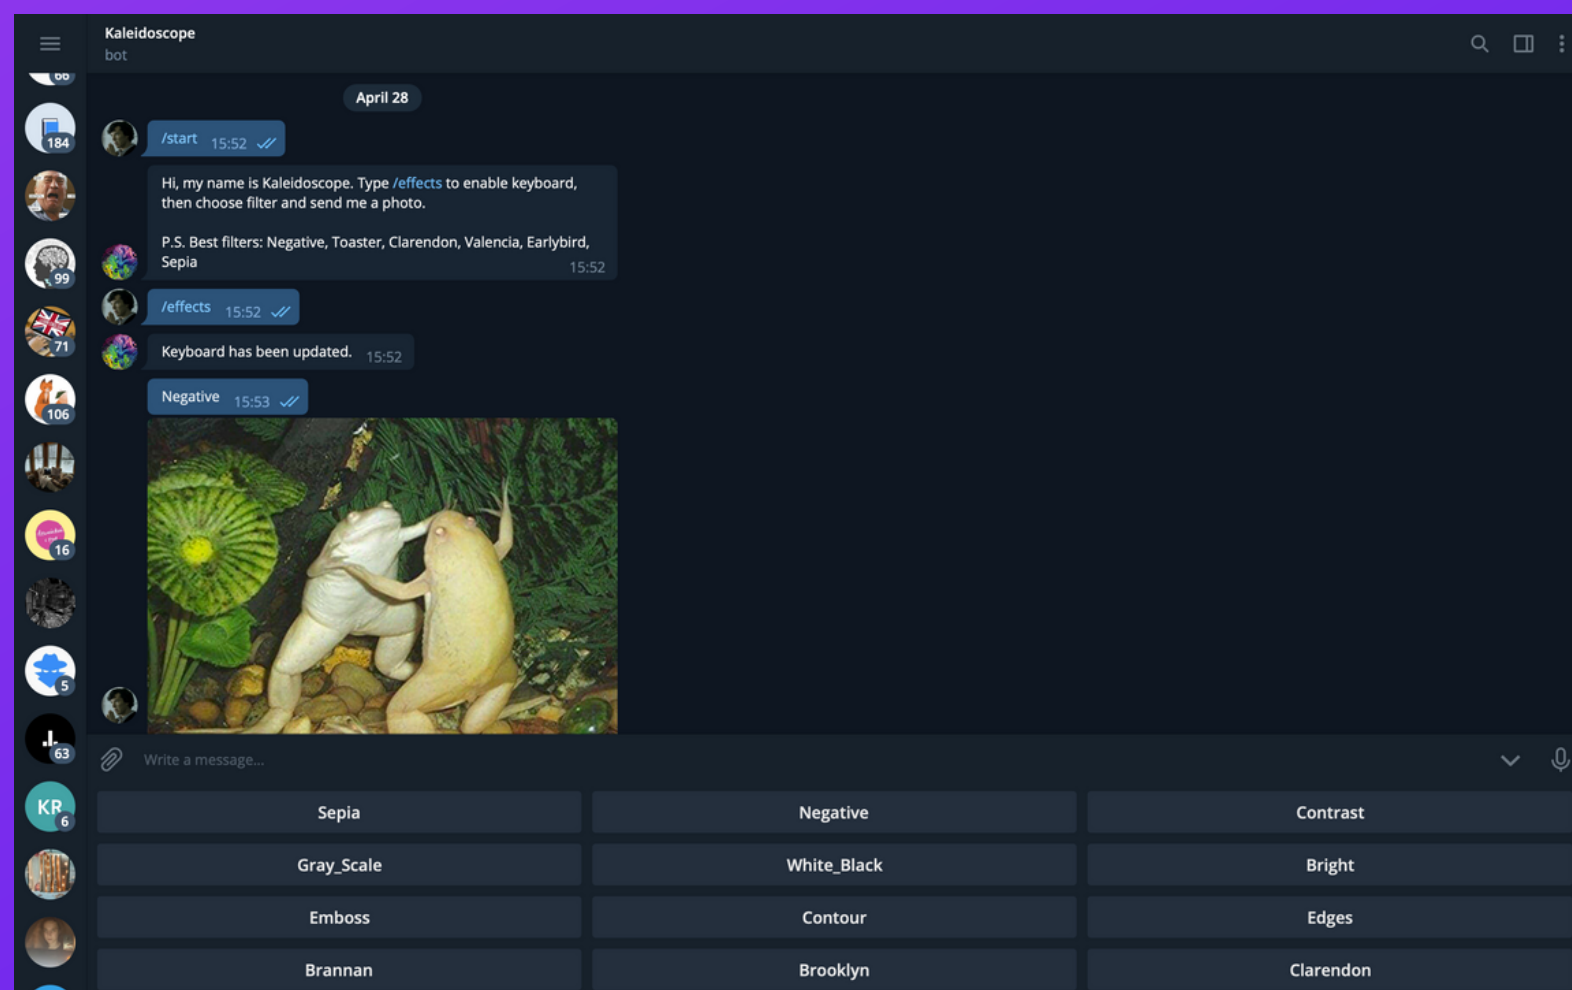 Kaleidoscope
bot
66
April 28
184
/start 15:52
Hi, my name is Kaleidoscope. Type /effects to enable keyboard,
then choose filter and send me a photo.
P.S. Best filters: Negative, Toaster, Clarendon, Valencia, Earlybird,
Sepia 15:52
99
/effects 15:52
71
Keyboard has been updated. 15:52
Negative 15:53
106
16
5
63
Write a message...
KR
6
Sepia Negative Contrast
Gray_Scale White_Black Bright
Emboss Contour Edges
Brannan Brooklyn Clarendon